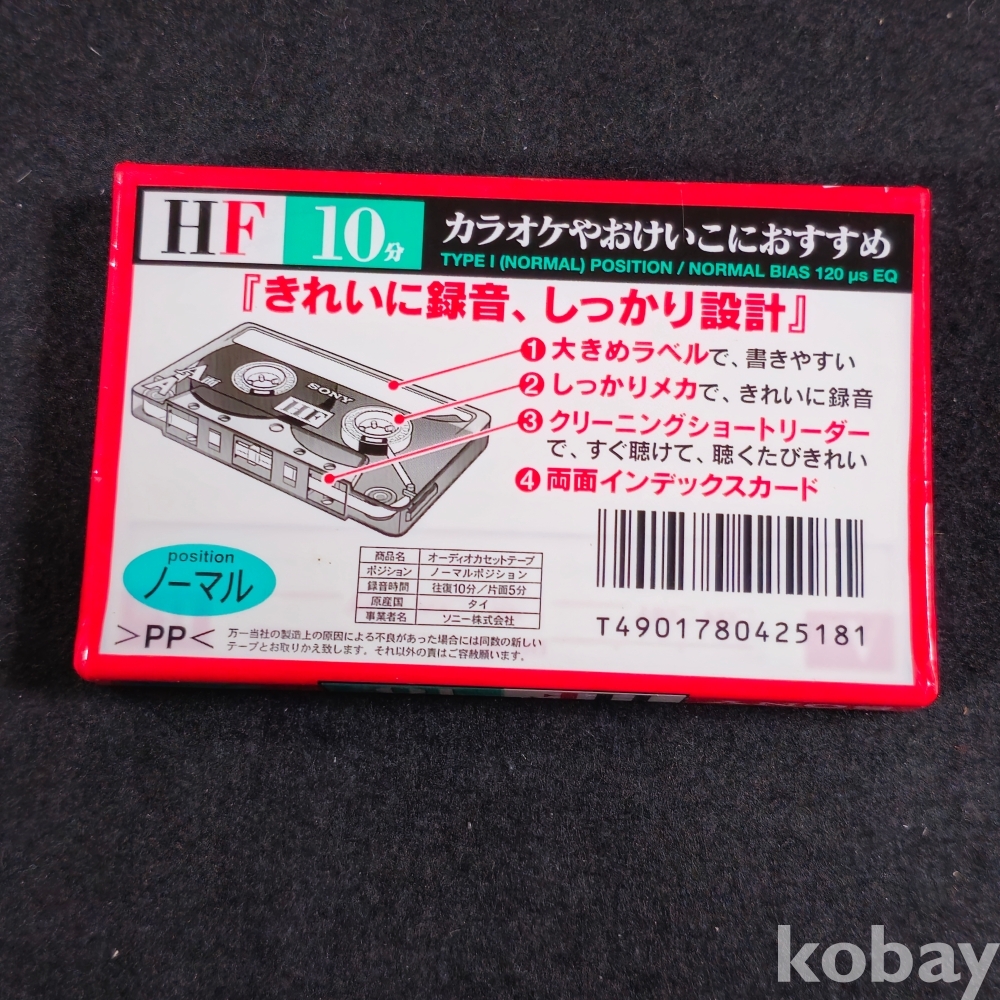 HF 10分 カラオケやおけいこにおすすめ
TYPE I (NORMAL) POSITION / NORMAL BIAS 120 µs EQ
『きれいに録音、しっかり設計』
❶大きめラベルで、書きやすい
❷しっかりメカで、きれいに録音
❸クリーニングショートリーダー
で、すぐ聴けて、聴くたびきれい
❹両面インデックスカード
A
SONY
HF
position
ノーマル
>PP<
商品名 オーディオカセットテープ
ポジション ノーマルポジション
録音時間 往復10分/片面5分
原産国 タイ
事業者名 ソニー株式会社
万一当社の製造上の原因による不良があった場合には同数の新しい
テープとお取りかえ致します。それ以外の責はご容赦願います。
T4901780425181
kobay